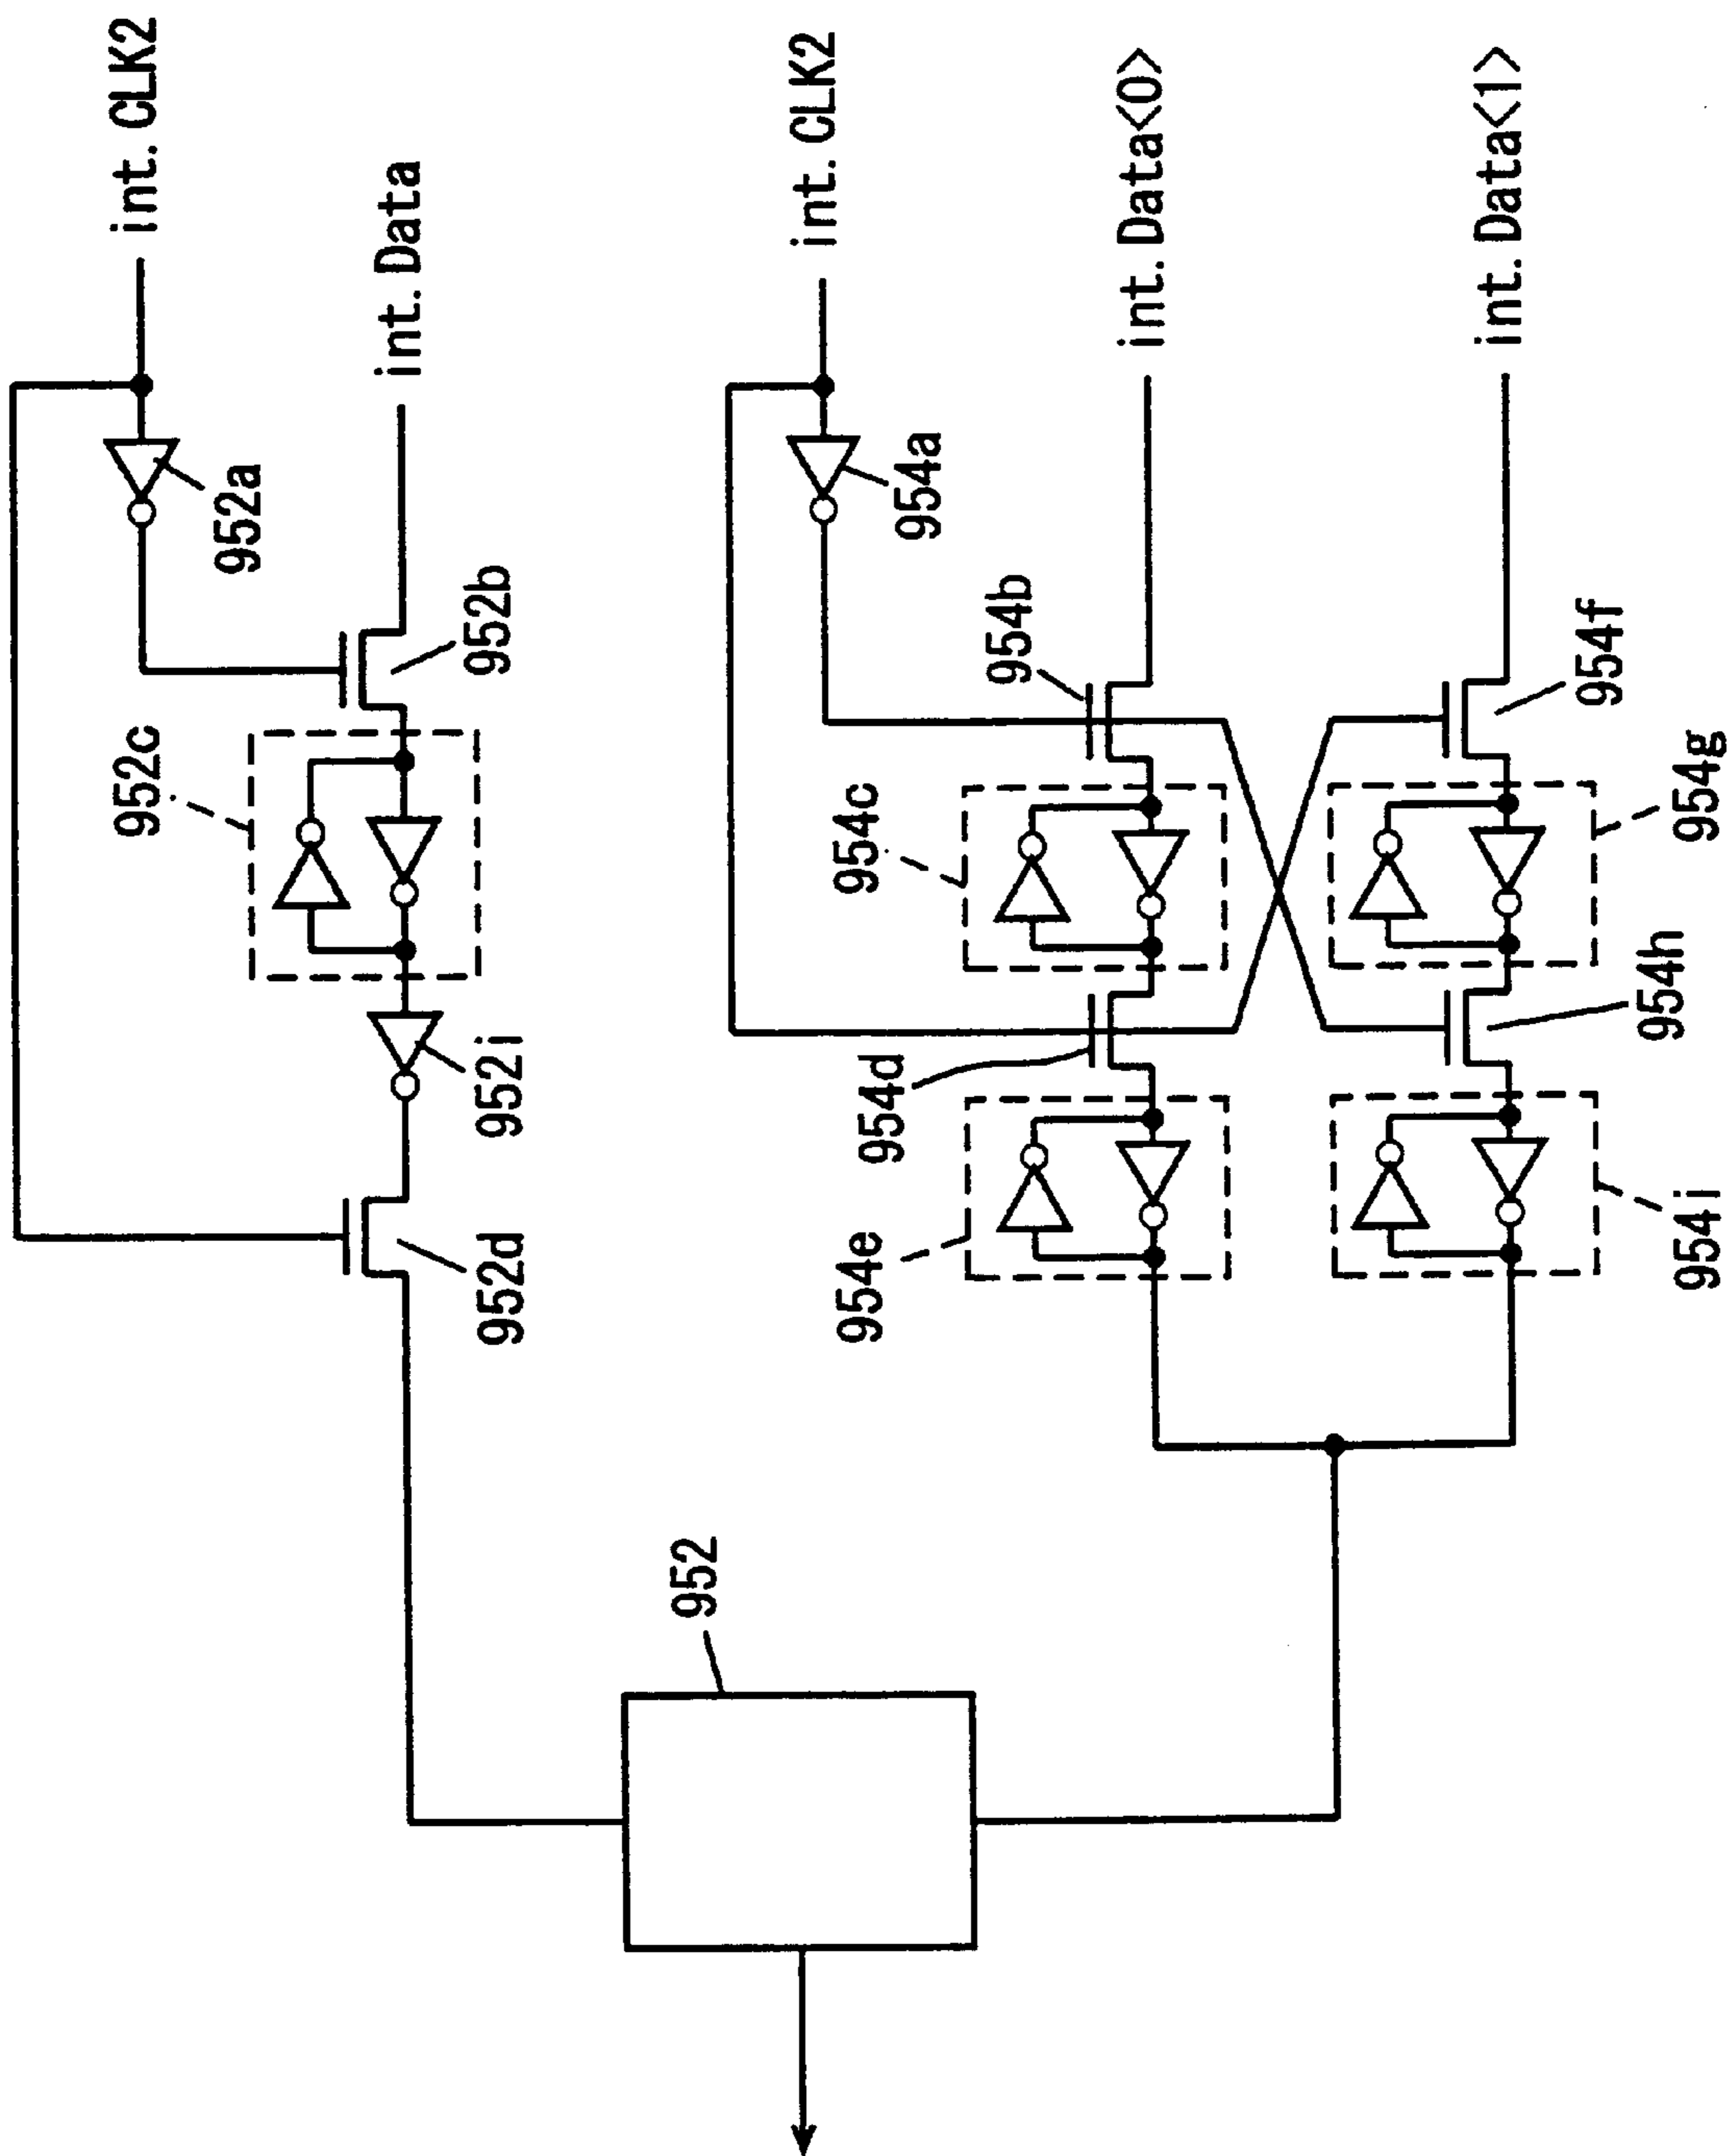 int.CLK2
952a
int.Data
952b
952c
952i
952d
int.CLK2
954a
int.Data<0>
954b
954c
954d
954e
int.Data<1>
954f
954g
954h
954i
952